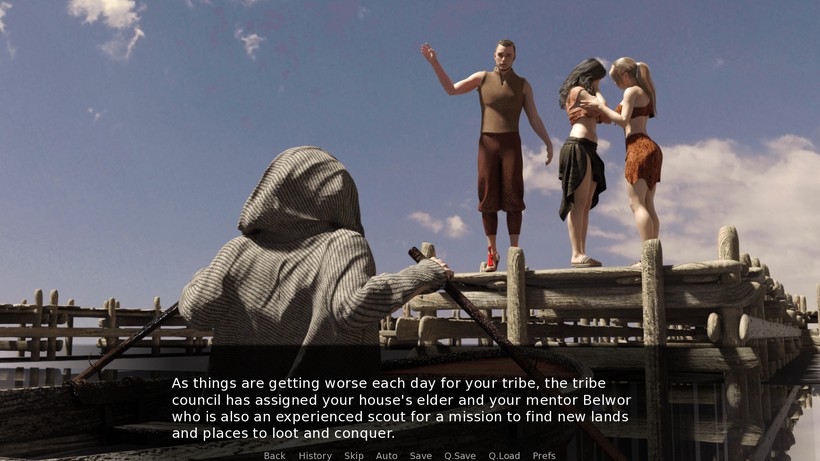 As things are getting worse each day for your tribe, the tribe
council has assigned your house's elder and your mentor Belwor
who is also an experienced scout for a mission to find new lands
and places to loot and conquer.
Back History Skip Auto Save Q.Save Q.Load Prefs